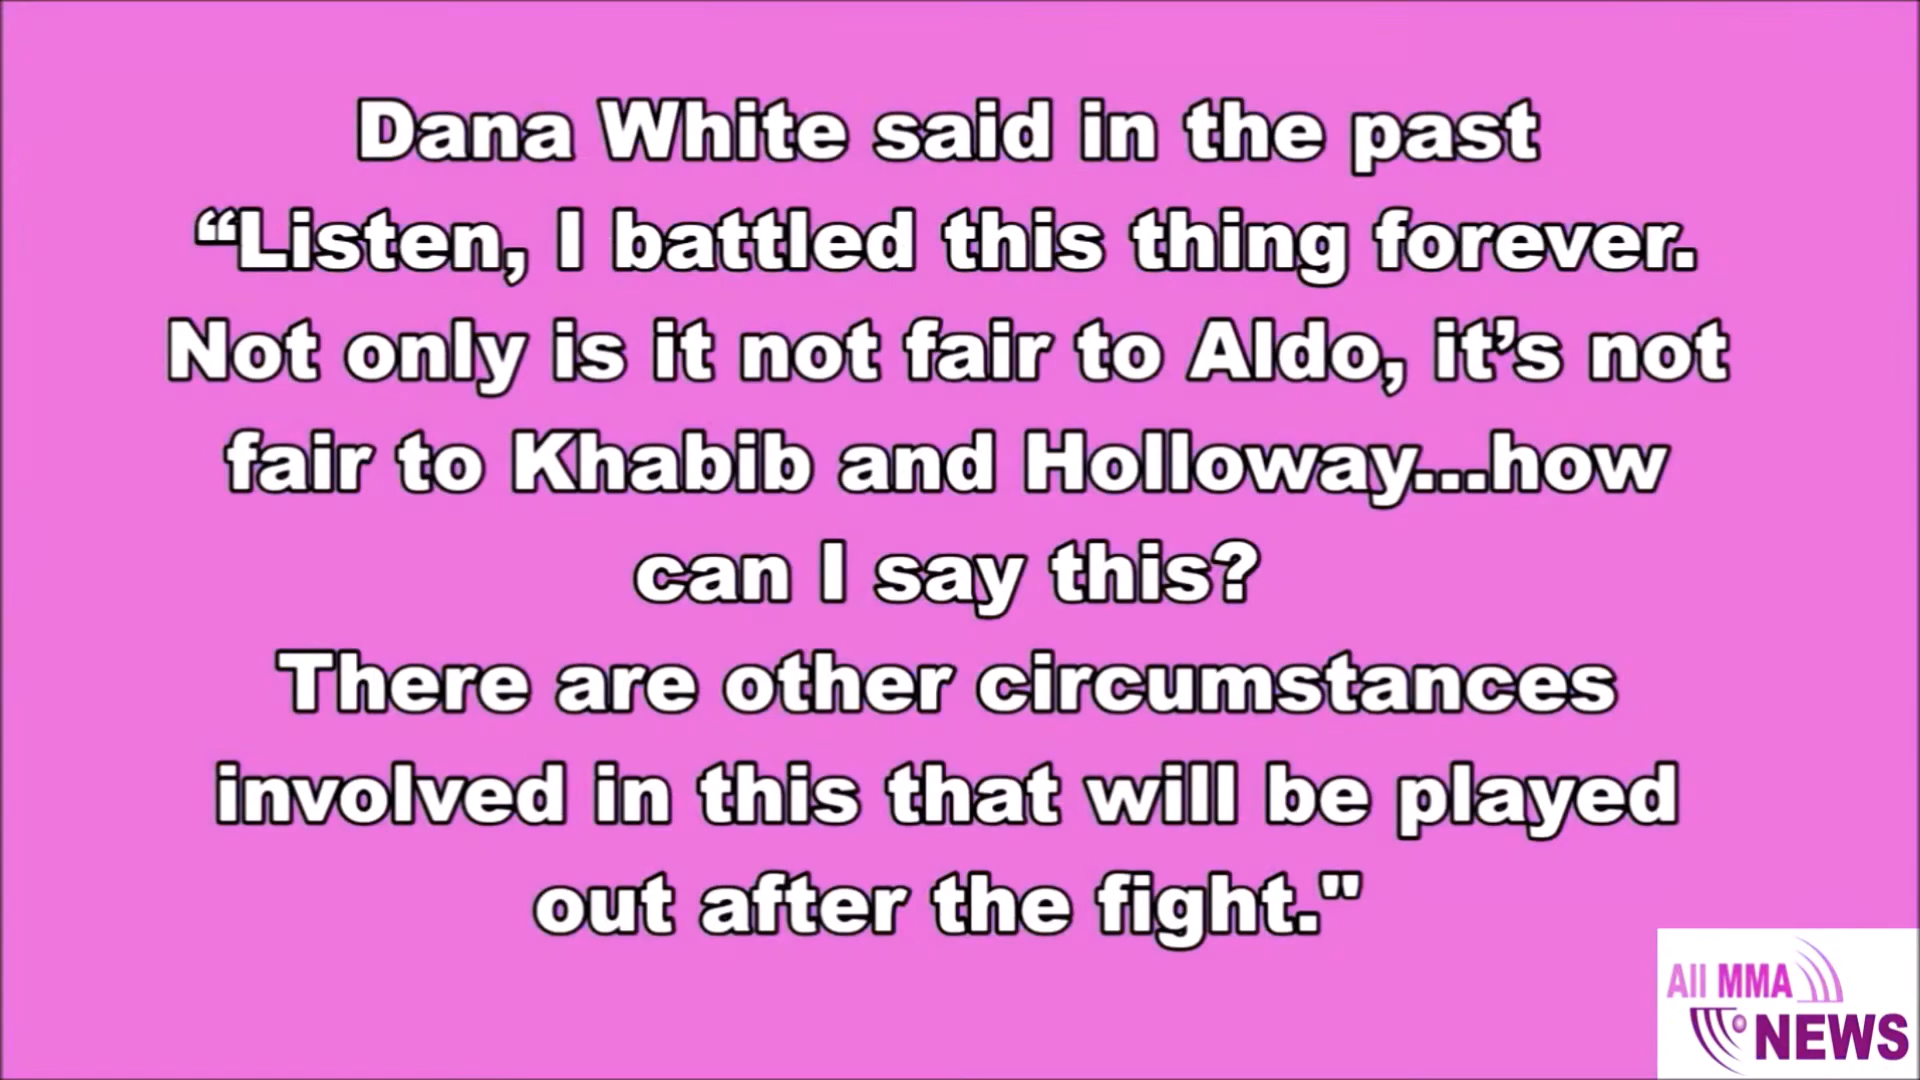 Dana White said in the past
“Listen, I battled this thing forever.
Not only is it not fair to Aldo, it’s not
fair to Khabib and Holloway...how
can I say this?
There are other circumstances
involved in this that will be played
out after the fight."
All MMA
NEWS